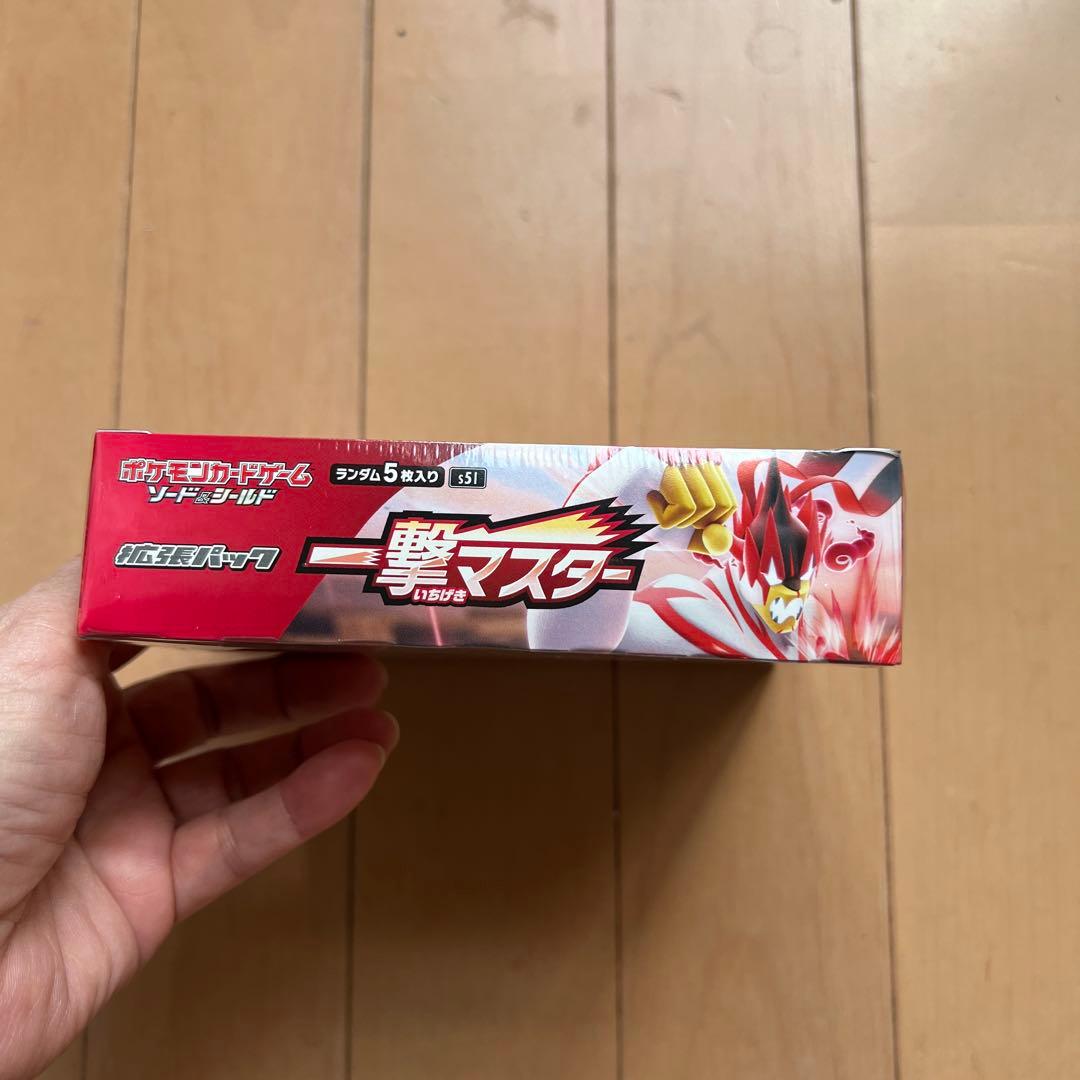 ポケモンカードゲーム
ソード&シールド
ランダム5枚入り s5I
拡張パック
一撃マスター
いちげき